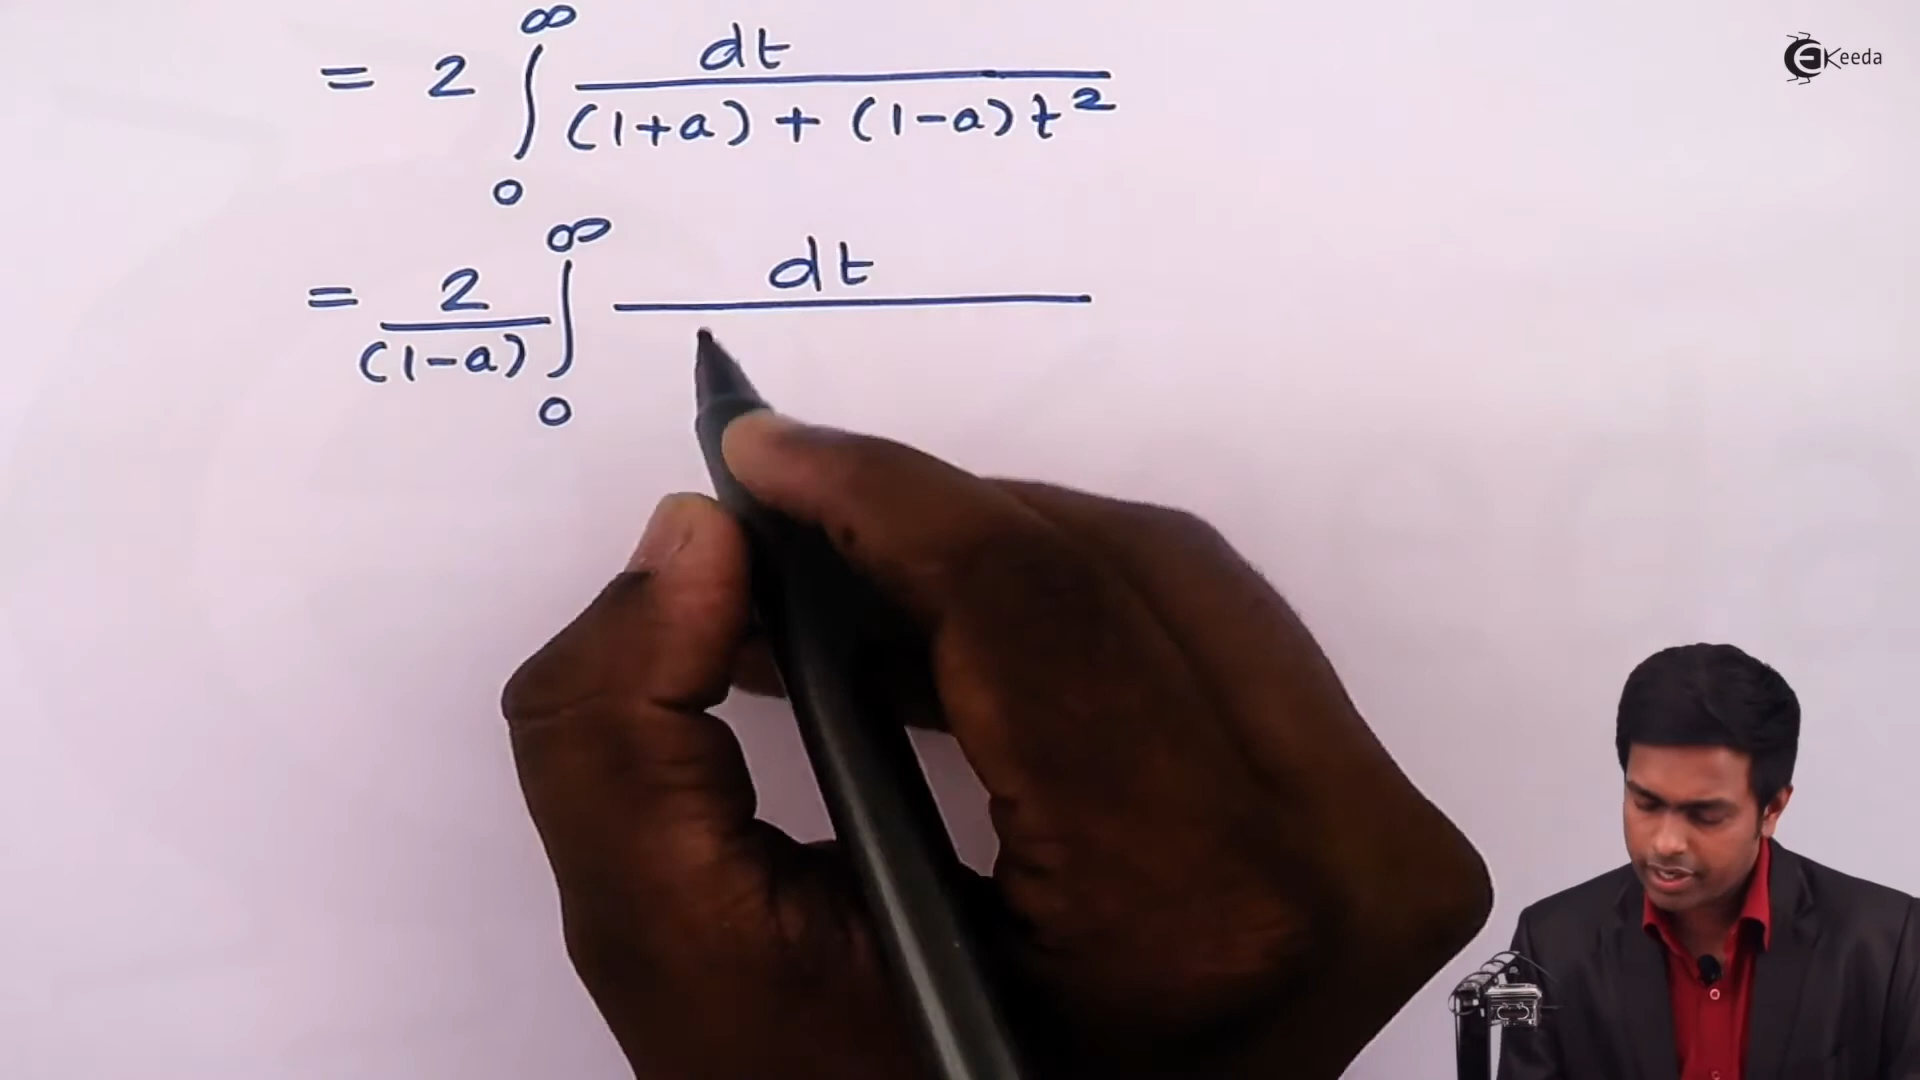 EKeeda
= 2 ∫₀^∞ dt / (1+a) + (1-a)t²
= 2 / (1-a) ∫₀^∞ dt /